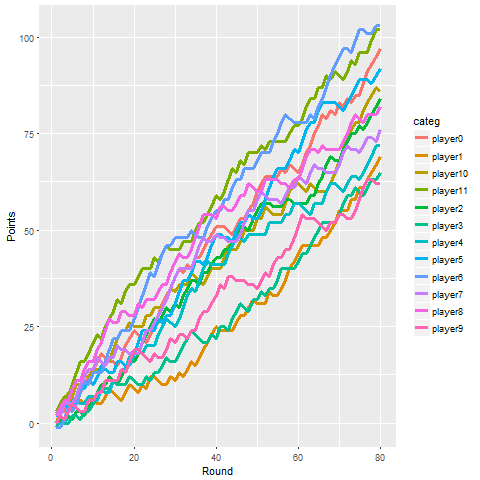 100
75
50
25
0
0
20
40
60
80
Points
Round
categ
player0
player1
player10
player11
player2
player3
player4
player5
player6
player7
player8
player9